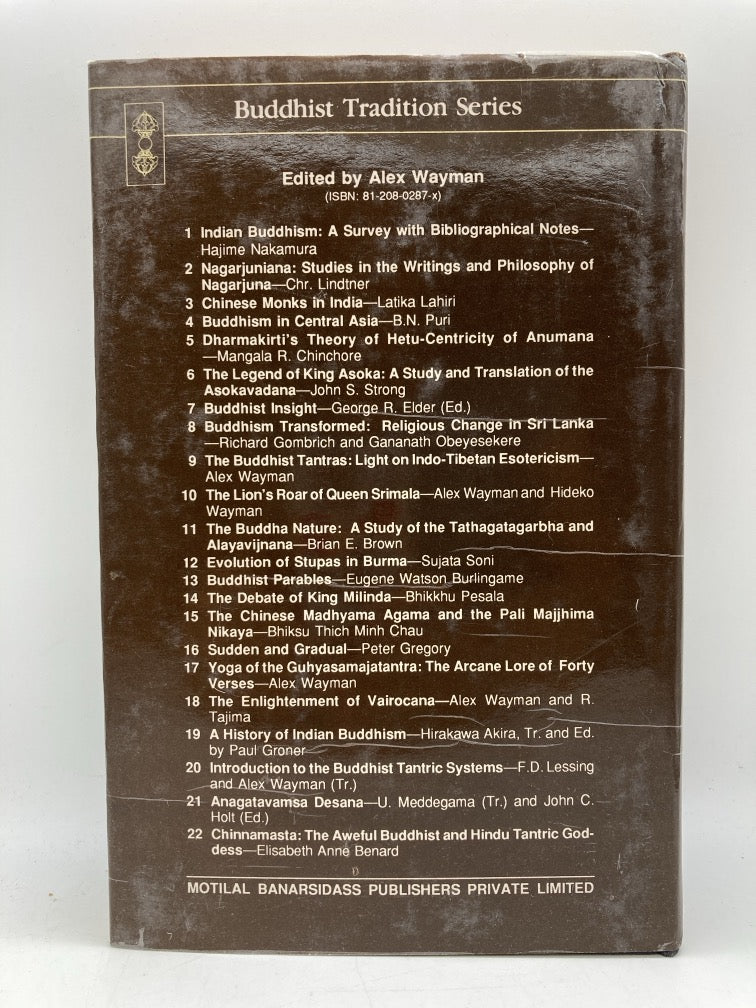 Buddhist Tradition Series
Edited by Alex Wayman
(ISBN: 81-208-0287-x)
1 Indian Buddhism: A Survey with Bibliographical Notes—
Hajime Nakamura
2 Nagarjuniana: Studies in the Writings and Philosophy of
Nagarjuna—Chr. Lindtner
3 Chinese Monks in India—Latika Lahiri
4 Buddhism in Central Asia—B.N. Puri
5 Dharmakirti's Theory of Hetu-Centricity of Anumana
—Mangala R. Chinchore
6 The Legend of King Asoka: A Study and Translation of the
Asokavadana—John S. Strong
7 Buddhist Insight—George R. Elder (Ed.)
8 Buddhism Transformed: Religious Change in Sri Lanka
—Richard Gombrich and Gananath Obeyesekere
9 The Buddhist Tantras: Light on Indo-Tibetan Esotericism—
Alex Wayman
10 The Lion's Roar of Queen Srimala—Alex Wayman and Hideko
Wayman
11 The Buddha Nature: A Study of the Tathagatagarbha and
Alayavijnana—Brian E. Brown
12 Evolution of Stupas in Burma—Sujata Soni
13 Buddhist Parables—Eugene Watson Burlingame
14 The Debate of King Milinda—Bhikkhu Pesala
15 The Chinese Madhyama Agama and the Pali Majjhima
Nikaya—Bhiksu Thich Minh Chau
16 Sudden and Gradual—Peter Gregory
17 Yoga of the Guhyasamajatantra: The Arcane Lore of Forty
Verses—Alex Wayman
18 The Enlightenment of Vairocana—Alex Wayman and R.
Tajima
19 A History of Indian Buddhism—Hirakawa Akira, Tr. and Ed.
by Paul Groner
20 Introduction to the Buddhist Tantric Systems—F.D. Lessing
and Alex Wayman (Tr.)
21 Anagatavamsa Desana—U. Meddegama (Tr.) and John C.
Holt (Ed.)
22 Chinnamasta: The Aweful Buddhist and Hindu Tantric God-
dess—Elisabeth Anne Benard
MOTILAL BANARSIDASS PUBLISHERS PRIVATE LIMITED